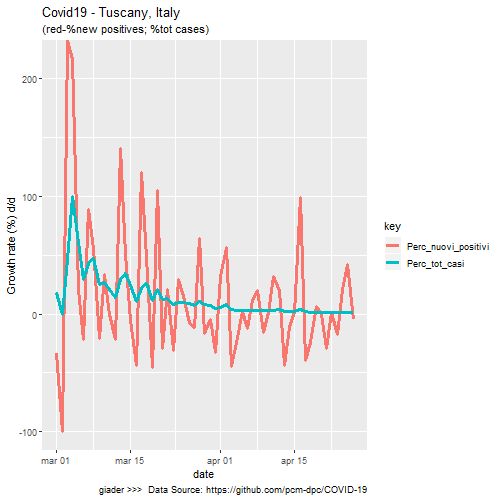 Covid19 - Tuscany, Italy
(red-%new positives; %tot cases)
Growth rate (%) d/d
200
100
0
-100
mar 01
mar 15
apr 01
apr 15
date
key
Perc_nuovi_positivi
Perc_tot_casi
giader >>>  Data Source: https://github.com/pcm-dpc/COVID-19